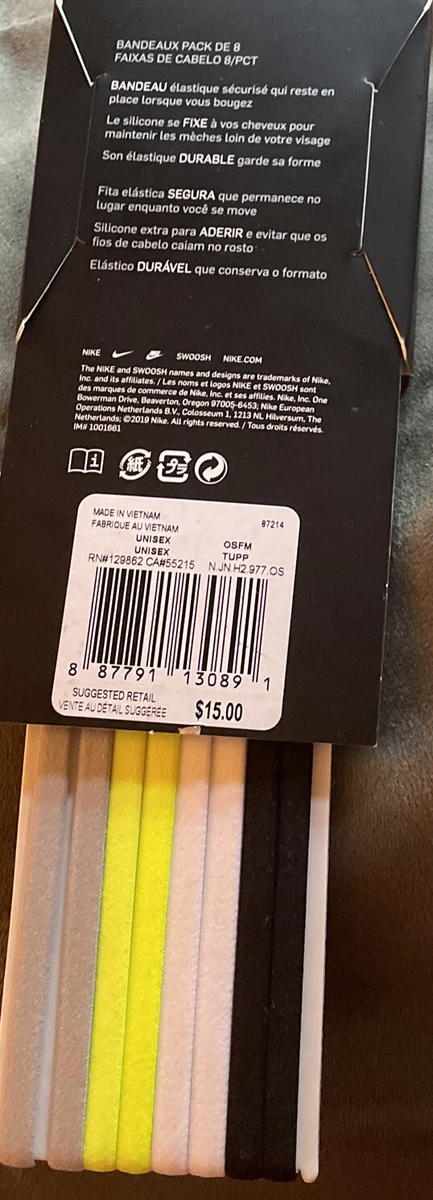 BANDEAUX PACK DE 8
FAIXAS DE CABELO 8/PCT
BANDEAU élastique sécurisé qui reste en
place lorsque vous bougez
Le silicone se FIXE à vos cheveux pour
maintenir les mèches loin de votre visage
Son élastique DURABLE garde sa forme
Fita elástica SEGURA que permanece no
lugar enquanto você se move
Silicone extra para ADERIR e evitar que os
fios de cabelo caiam no rosto
Elástico DURÁVEL que conserva o formato
NIKE SWOOSH NIKE.COM
The NIKE and SWOOSH names and designs are trademarks of Nike,
Inc. and its affiliates. / Les noms et logos NIKE et SWOOSH sont
des marques de commerce de Nike, Inc. et ses affilies. Nike, Inc. One
Bowerman Drive, Beaverton, Oregon 97005-6453; Nike European
Operations Netherlands B.V., Colosseum 1, 1213 NL Hilversum, The
Netherlands; ©2019 Nike. All rights reserved. / Tous droits réservés.
IM# 1001661
紙 プラ
MADE IN VIETNAM 87214
FABRIQUE AU VIETNAM
UNISEX OSFM
UNISEX TUPP
RN#129862 CA#55215 N.JN.H2.977.OS
8 87791 13089 1
SUGGESTED RETAIL
VENTE AU DÉTAIL SUGGÉRÉE $15.00